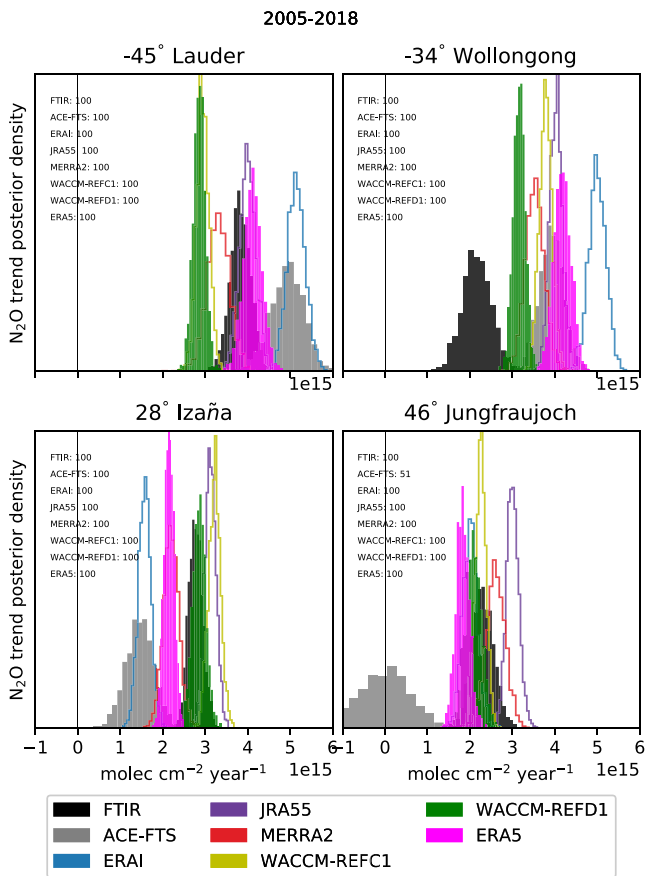 2005-2018
-45° Lauder
-34° Wollongong
N₂O trend posterior density
FTIR: 100
ACE-FTS: 100
ERAI: 100
JRA55: 100
MERRA2: 100
WACCM-REFC1: 100
WACCM-REFD1: 100
ERA5: 100
1e15
FTIR: 100
ACE-FTS: 100
ERAI: 100
JRA55: 100
MERRA2: 100
WACCM-REFC1: 100
WACCM-REFD1: 100
ERA5: 100
1e15
28° Izaña
46° Jungfraujoch
N₂O trend posterior density
FTIR: 100
ACE-FTS: 100
ERAI: 100
JRA55: 100
MERRA2: 100
WACCM-REFC1: 100
WACCM-REFD1: 100
ERA5: 100
−1 0 1 2 3 4 5 6
molec cm⁻² year⁻¹
1e15
FTIR: 100
ACE-FTS: 51
ERAI: 100
JRA55: 100
MERRA2: 100
WACCM-REFC1: 100
WACCM-REFD1: 100
ERA5: 100
−1 0 1 2 3 4 5 6
molec cm⁻² year⁻¹
1e15
FTIR
ACE-FTS
ERAI
JRA55
MERRA2
WACCM-REFC1
WACCM-REFD1
ERA5